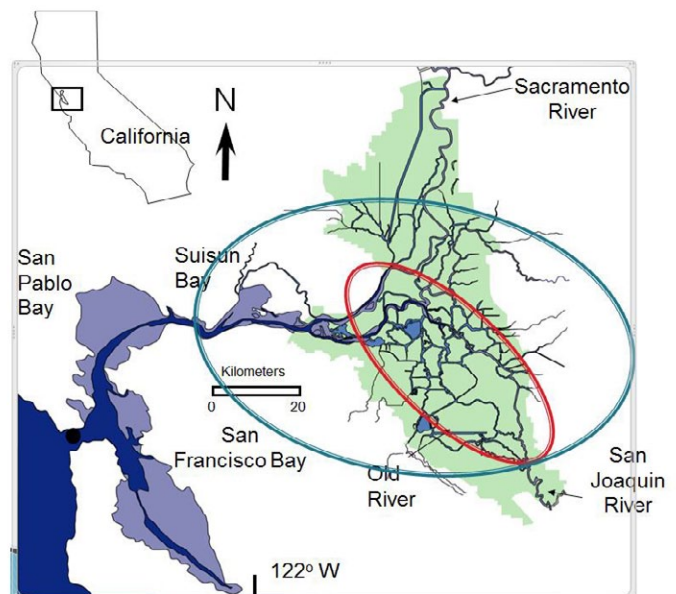 California
N
Sacramento
River
San
Pablo
Bay
Suisun
Bay
Kilometers
0 20
San
Francisco Bay
Old
River
San
Joaquin
River
122º W